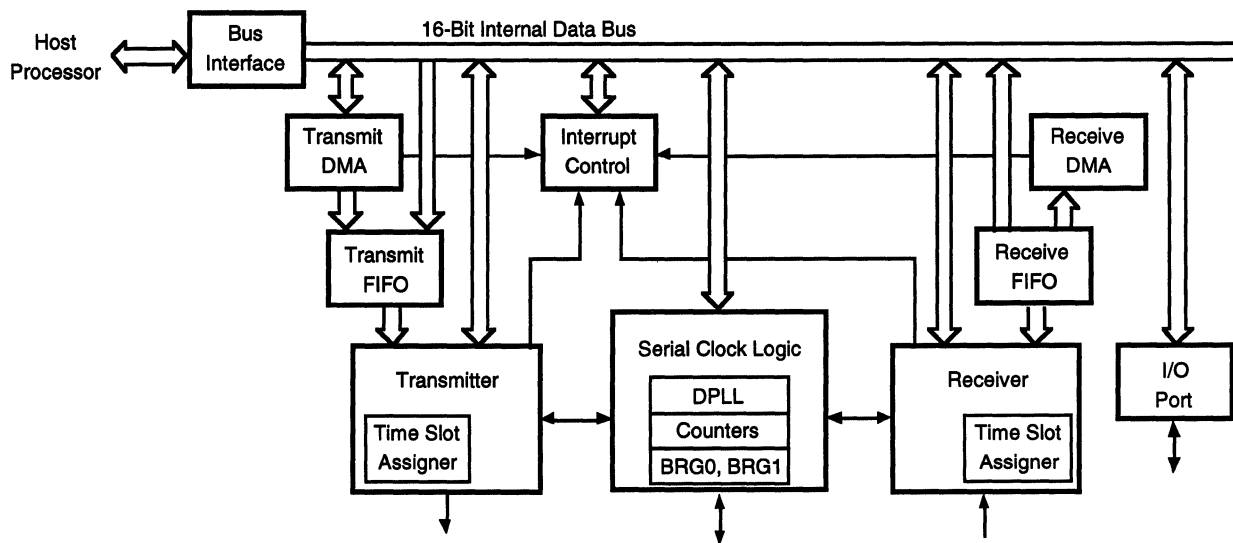 Host
Processor
Bus
Interface
16-Bit Internal Data Bus
Transmit
DMA
Interrupt
Control
Receive
DMA
Transmit
FIFO
Receive
FIFO
Transmitter
Time Slot
Assigner
Serial Clock Logic
DPLL
Counters
BRG0, BRG1
Receiver
Time Slot
Assigner
I/O
Port